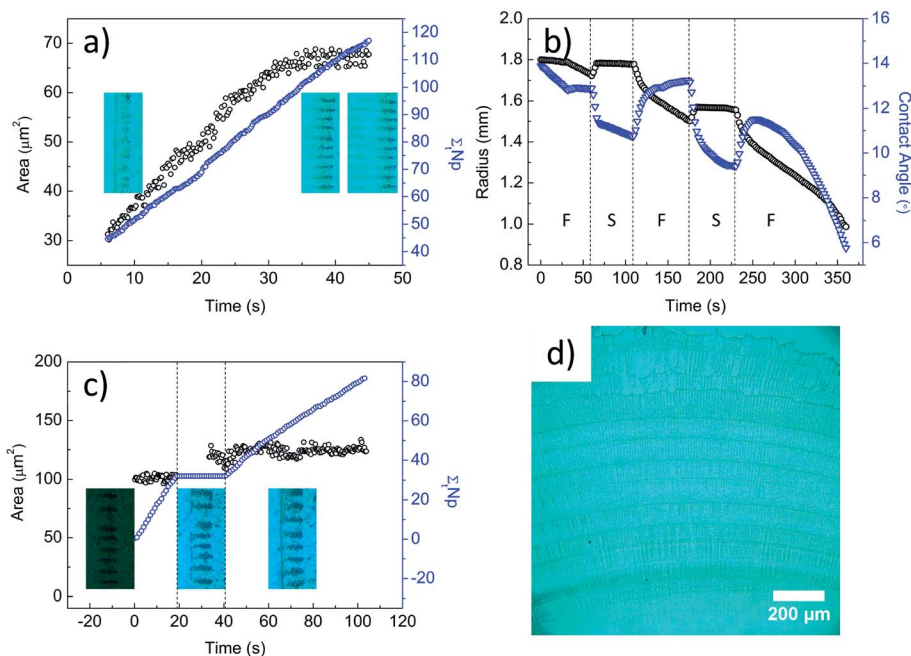 a)
Area (μm²)
70
60
50
40
30
0 10 20 30 40 50
Time (s)
120
110
100
90
80
70
60
50
40
ΣₜNp
b)
Radius (mm)
2.0
1.8
1.6
1.4
1.2
1.0
0.8
F S F S F
0 50 100 150 200 250 300 350
Time (s)
16
14
12
10
8
6
Contact Angle (°)
c)
Area (μm²)
200
150
100
50
0
-20 0 20 40 60 80 100 120
Time (s)
80
60
40
20
0
-20
ΣₜNp
d)
200 μm